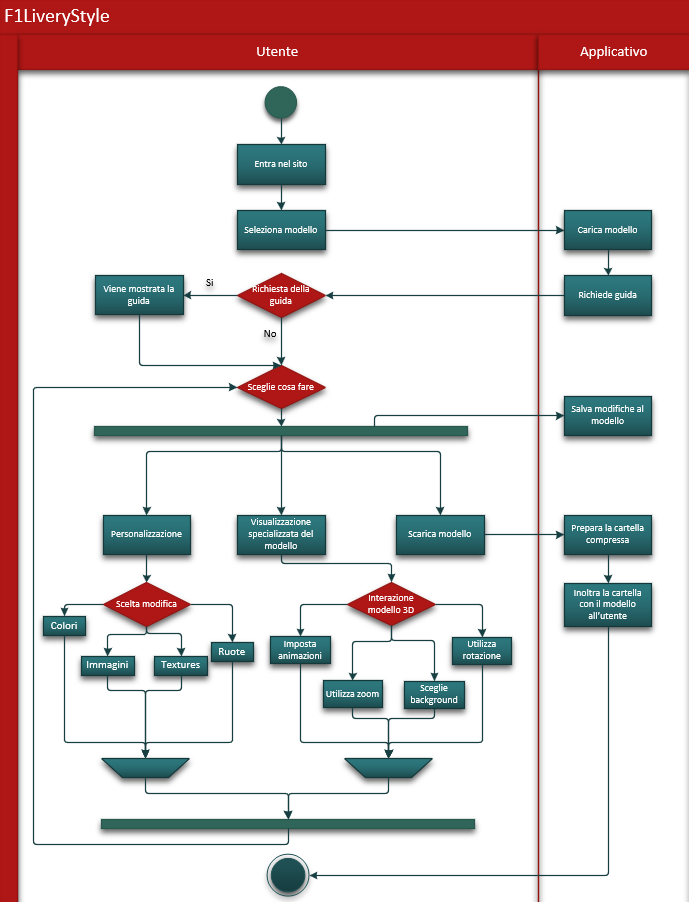 F1LiveryStyle
Utente
Applicativo
Entra nel sito
Seleziona modello
Carica modello
Viene mostrata la
guida
Si
Richiesta della
guida
Richiede guida
No
Sceglie cosa fare
Salva modifiche al
modello
Personalizzazione
Visualizzazione
specializzata del
modello
Scarica modello
Prepara la cartella
compressa
Scelta modifica
Interazione
modello 3D
Inoltra la cartella
con il modello
all'utente
Colori
Immagini
Textures
Ruote
Imposta
animazioni
Utilizza zoom
Sceglie
background
Utilizza
rotazione